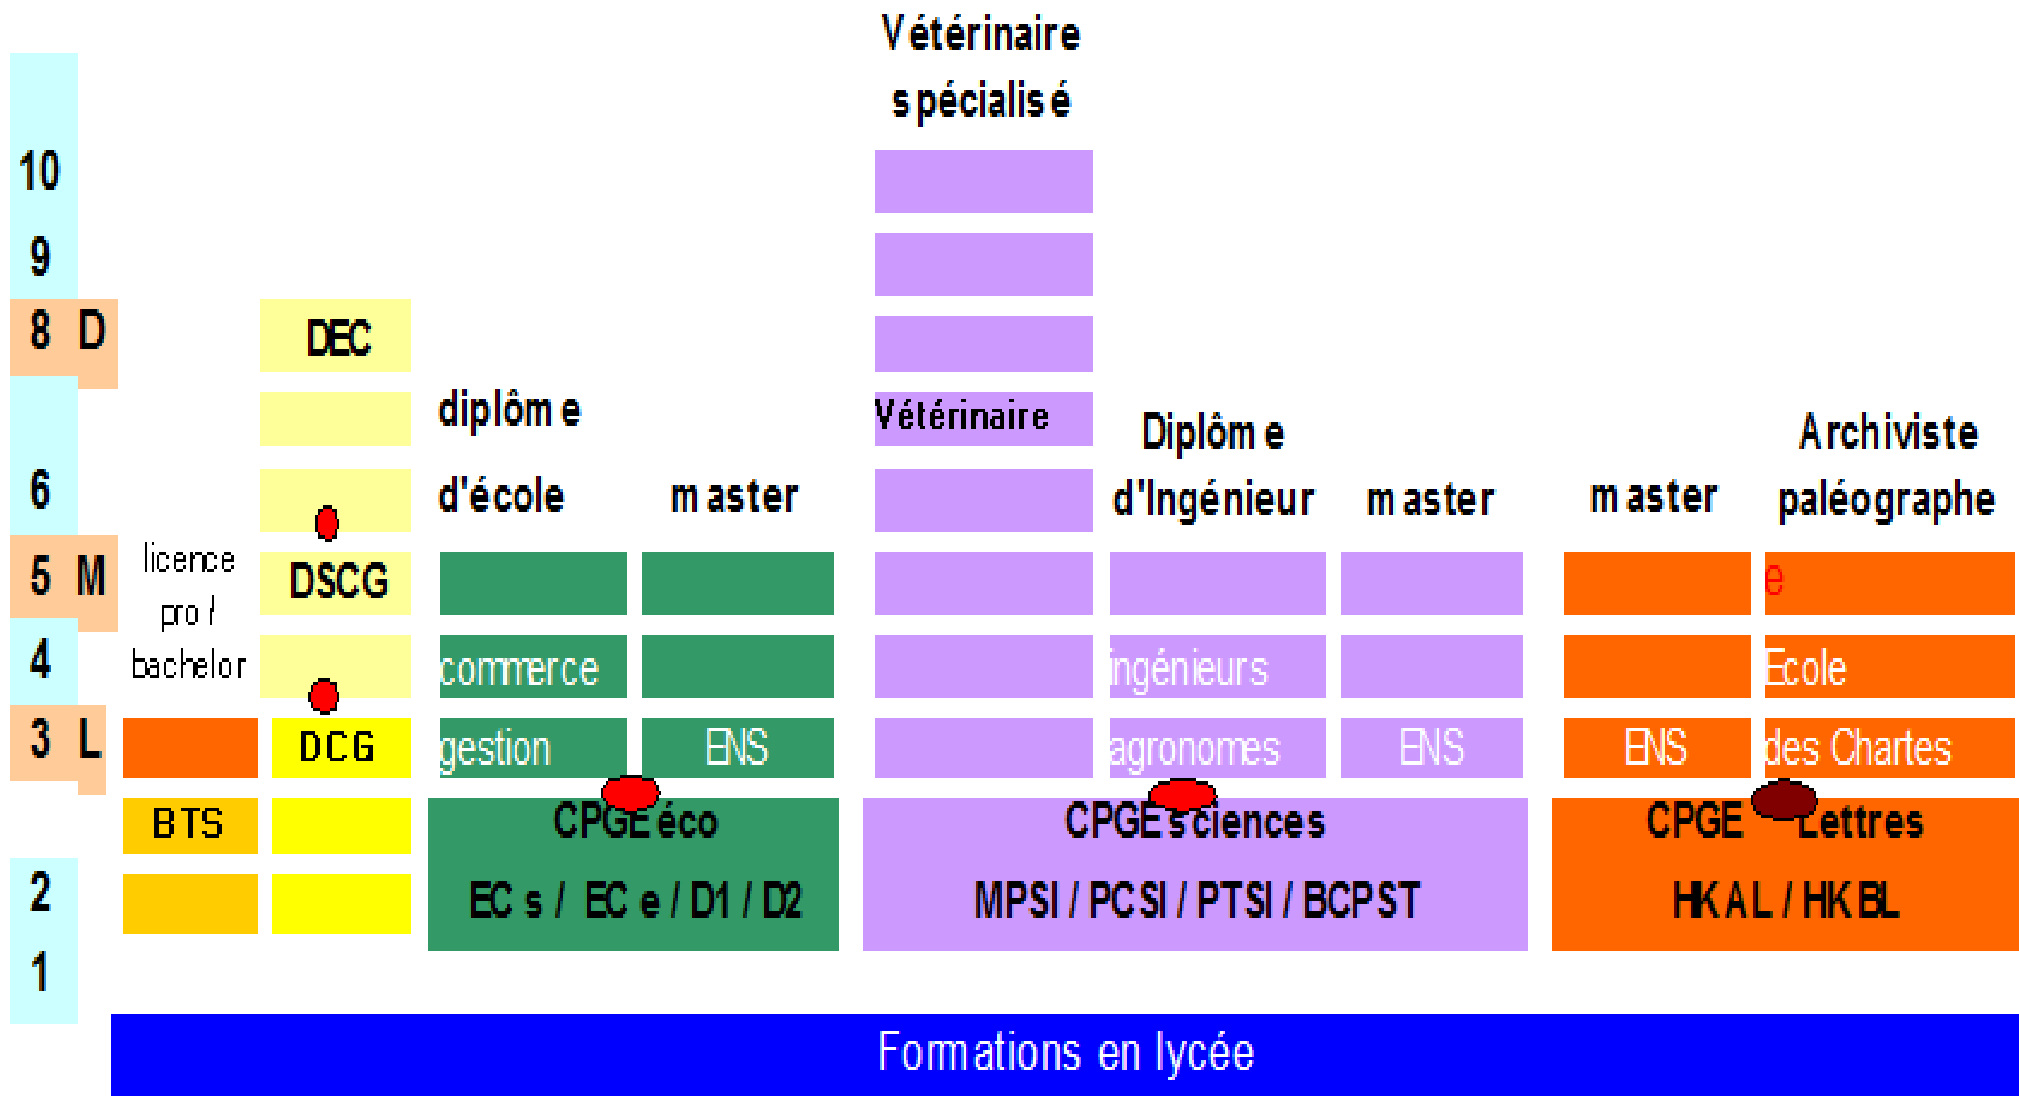 Vétérinaire
spécialisé
10
9
8 D
DEC
diplôme
Vétérinaire
Diplôme
Archiviste
6
d'école
master
d'Ingénieur
master
master
paléographe
5 M
licence
pro /
bachelor
DSCG
e
4
commerce
ingénieurs
Ecole
3 L
DCG
gestion
ENS
agronomes
ENS
ENS
des Chartes
BTS
CPGE éco
CPGE sciences
CPGE Lettres
2
ECs / ECe / D1 / D2
MPSI / PCSI / PTSI / BCPST
HKAL / HKBL
1
Formations en lycée